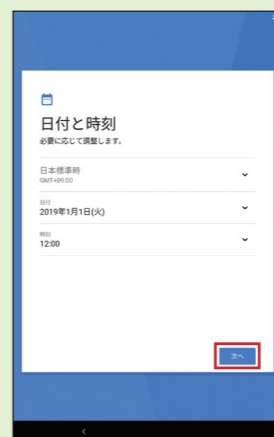 日付と時刻
必要に応じて調整します。
日本標準時
GMT+09:00
日付
2019年1月1日(火)
時刻
12:00
次へ